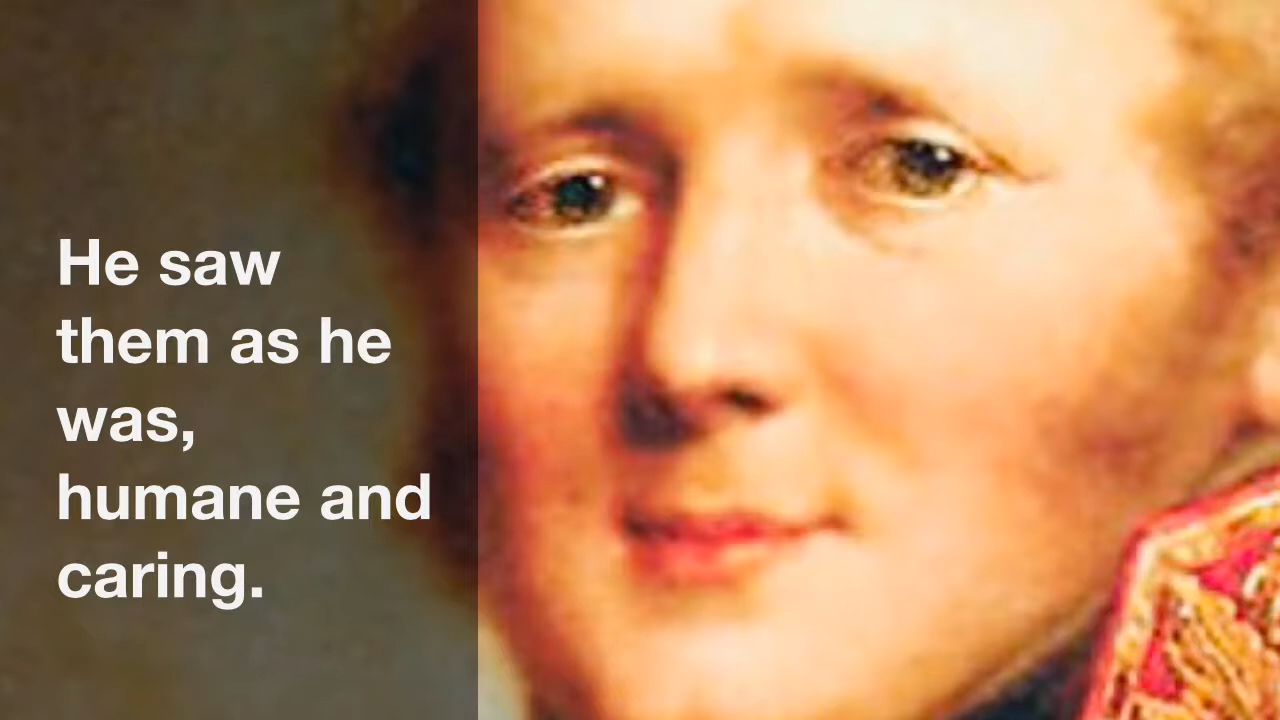 He saw
them as he
was,
humane and
caring.